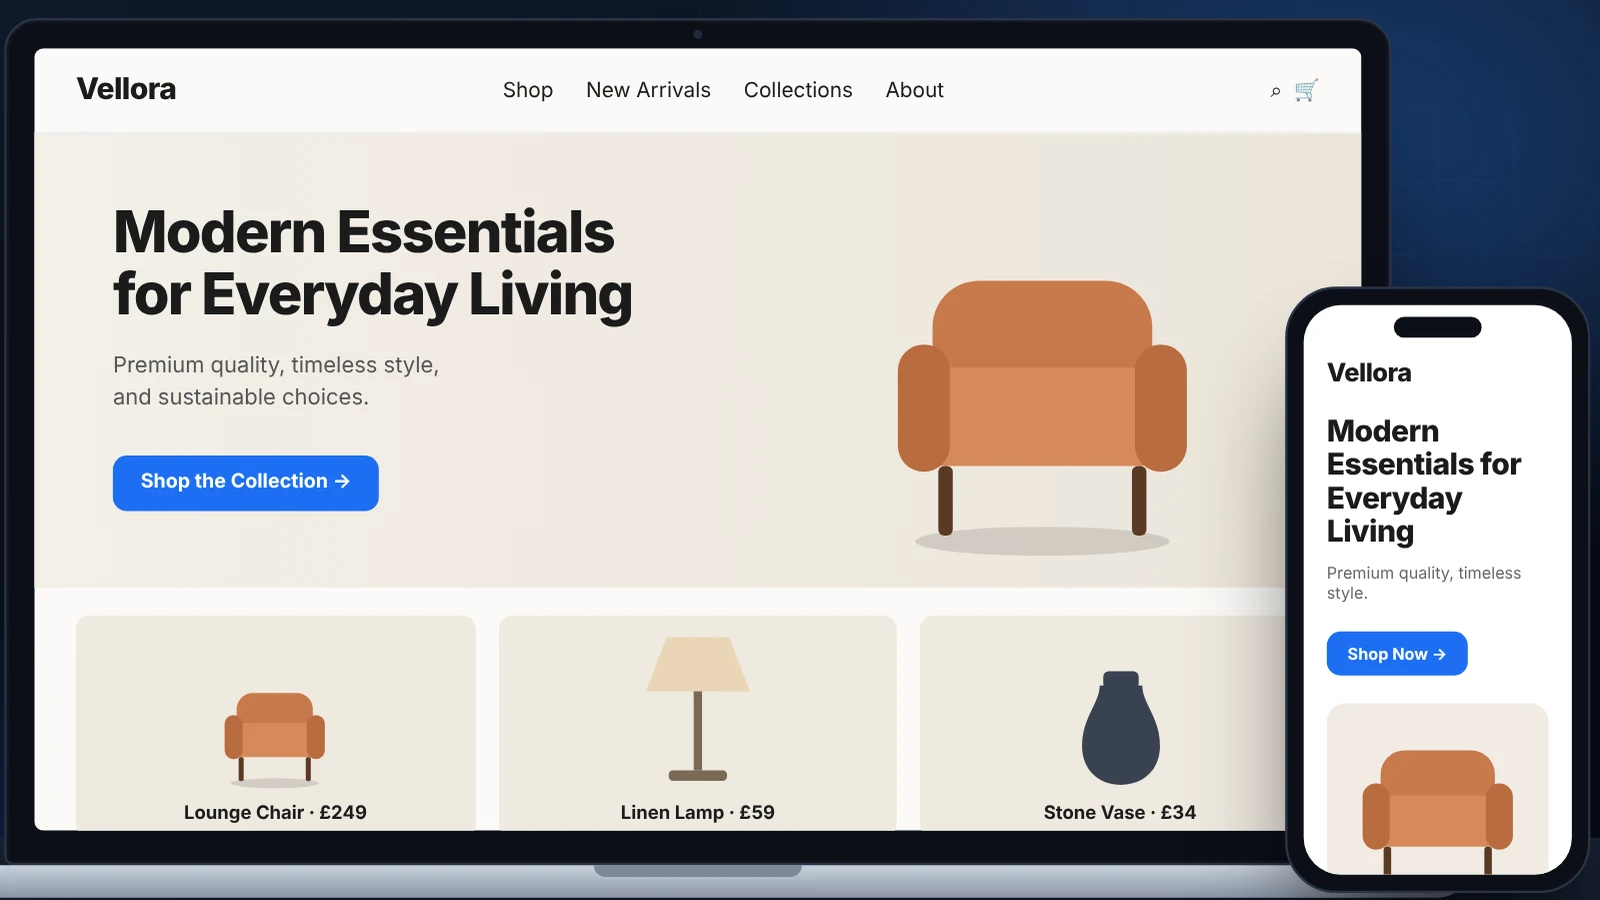 Vellora
Shop New Arrivals Collections About
Modern Essentials
for Everyday Living
Premium quality, timeless style,
and sustainable choices.
Shop the Collection →
Lounge Chair · £249
Linen Lamp · £59
Stone Vase · £34
Vellora
Modern
Essentials for
Everyday
Living
Premium quality, timeless
style.
Shop Now →